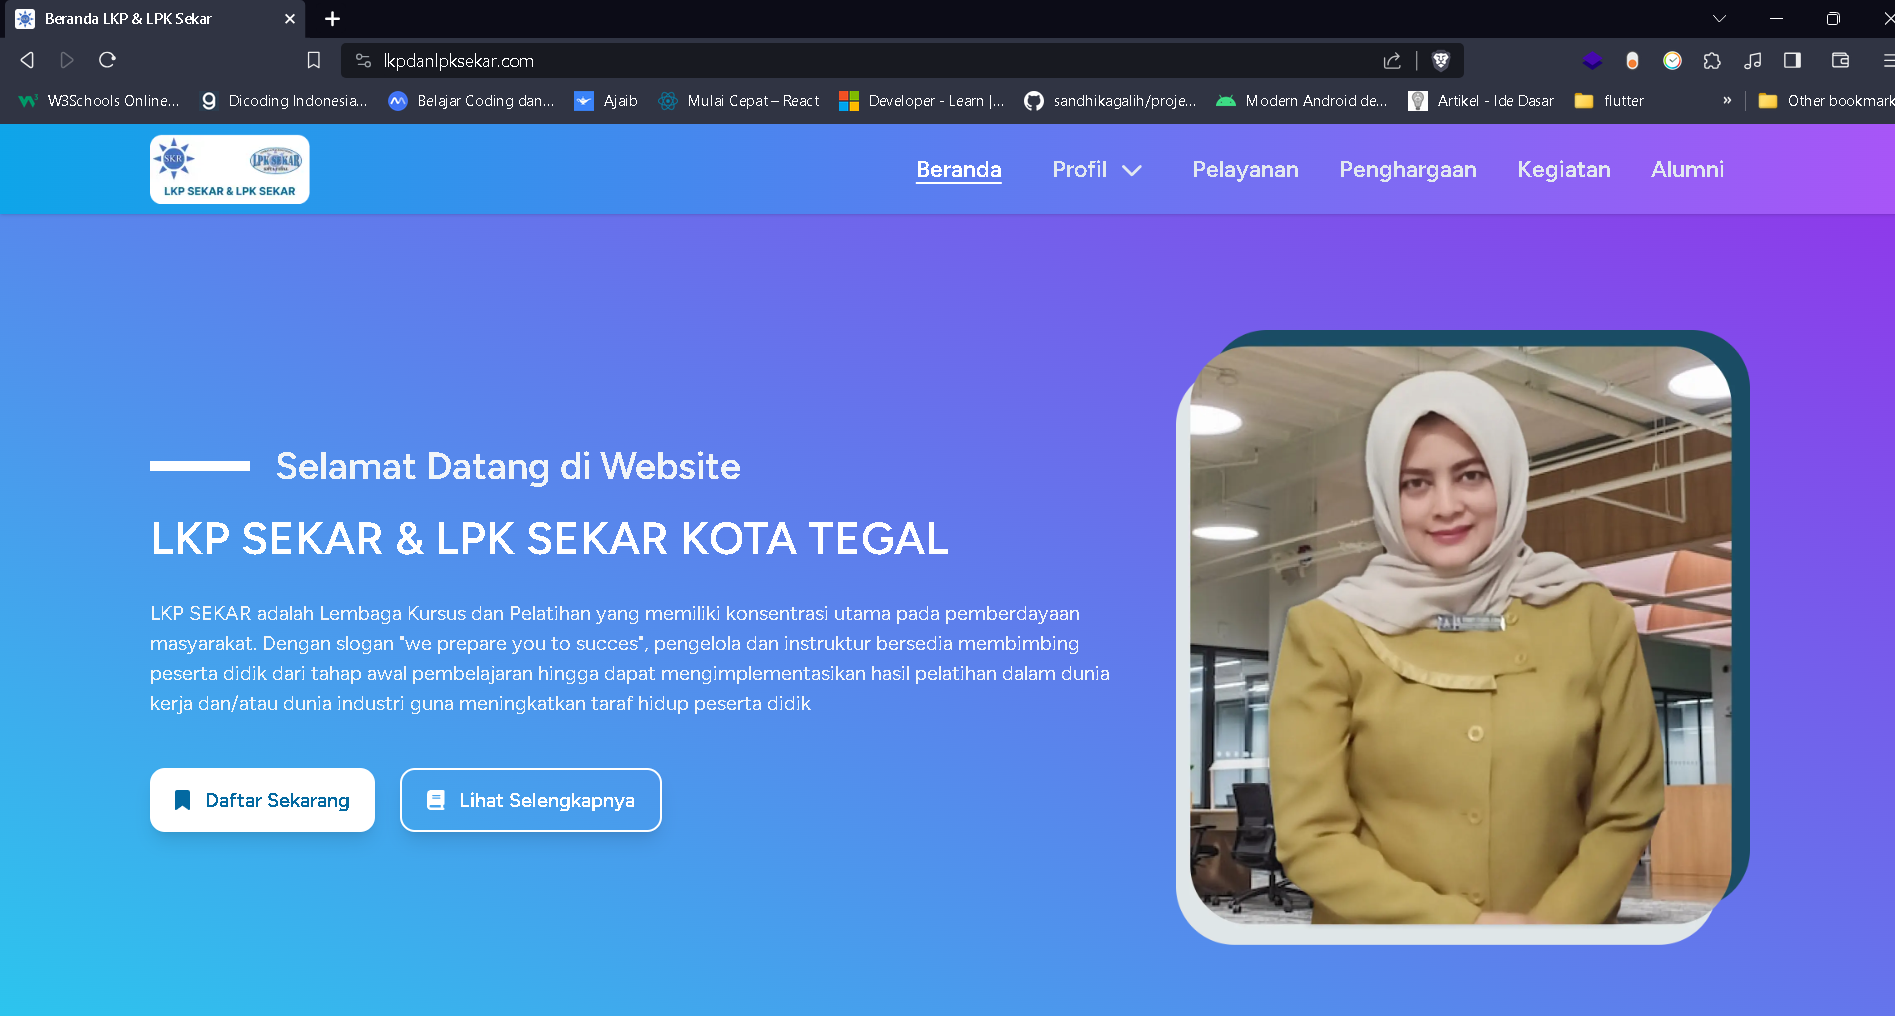 Beranda LKP & LPK Sekar
lkpdanlpksekar.com
W3Schools Online...
Dicoding Indonesia...
Belajar Coding dan...
Ajaib
Mulai Cepat – React
Developer - Learn |...
sandhikagalih/proje...
Modern Android de...
Artikel - Ide Dasar
flutter
»
Other bookmark
SKR
LPK SEKAR
LKP SEKAR & LPK SEKAR
Beranda
Profil
Pelayanan
Penghargaan
Kegiatan
Alumni
Selamat Datang di Website
LKP SEKAR & LPK SEKAR KOTA TEGAL
LKP SEKAR adalah Lembaga Kursus dan Pelatihan yang memiliki konsentrasi utama pada pemberdayaan
masyarakat. Dengan slogan "we prepare you to succes", pengelola dan instruktur bersedia membimbing
peserta didik dari tahap awal pembelajaran hingga dapat mengimplementasikan hasil pelatihan dalam dunia
kerja dan/atau dunia industri guna meningkatkan taraf hidup peserta didik
Daftar Sekarang
Lihat Selengkapnya